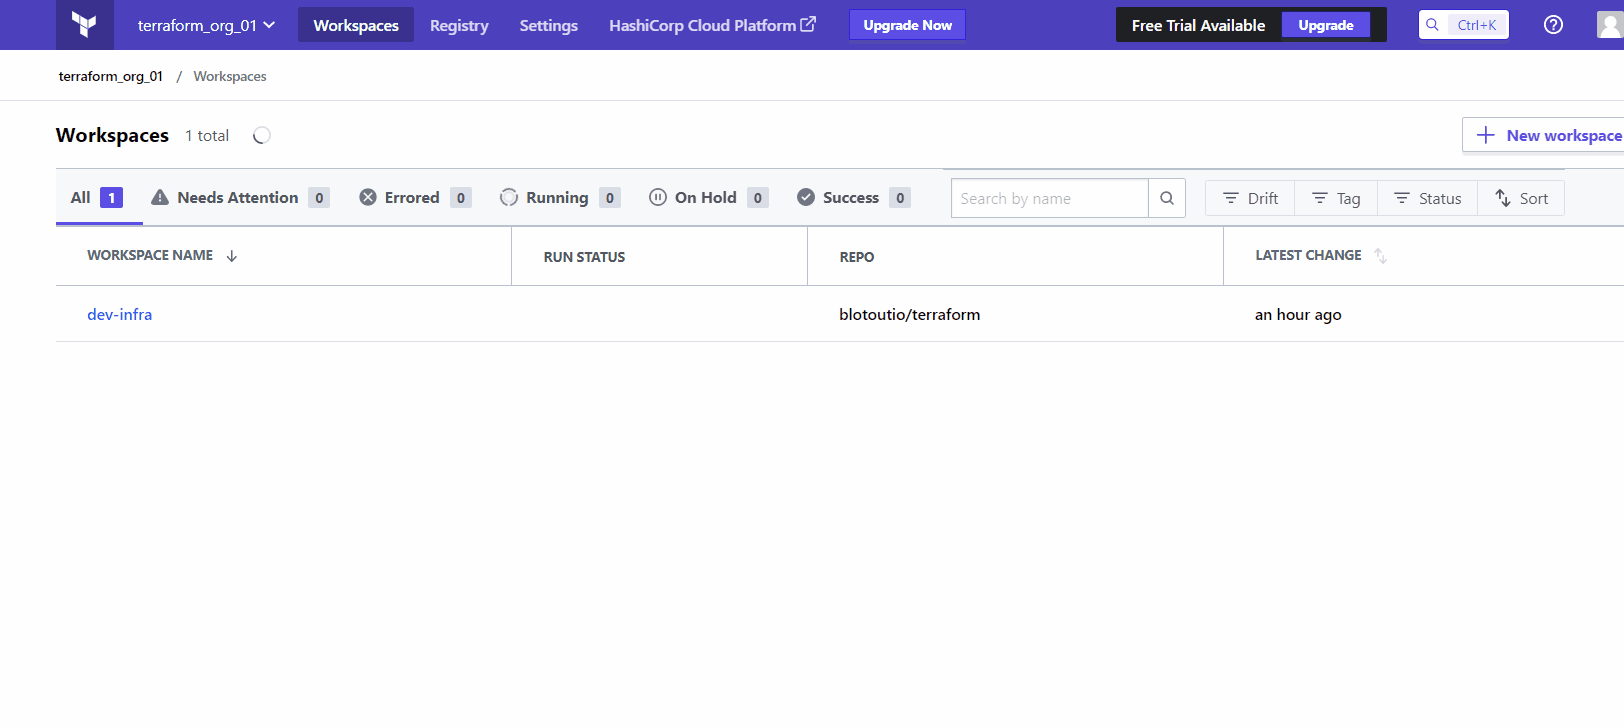 terraform_org_01 Workspaces Registry Settings HashiCorp Cloud Platform Upgrade Now Free Trial Available Upgrade Ctrl+K
terraform_org_01 / Workspaces
Workspaces 1 total New workspace
All 1 Needs Attention 0 Errored 0 Running 0 On Hold 0 Success 0 Search by name Drift Tag Status Sort
WORKSPACE NAME RUN STATUS REPO LATEST CHANGE
dev-infra blotoutio/terraform an hour ago